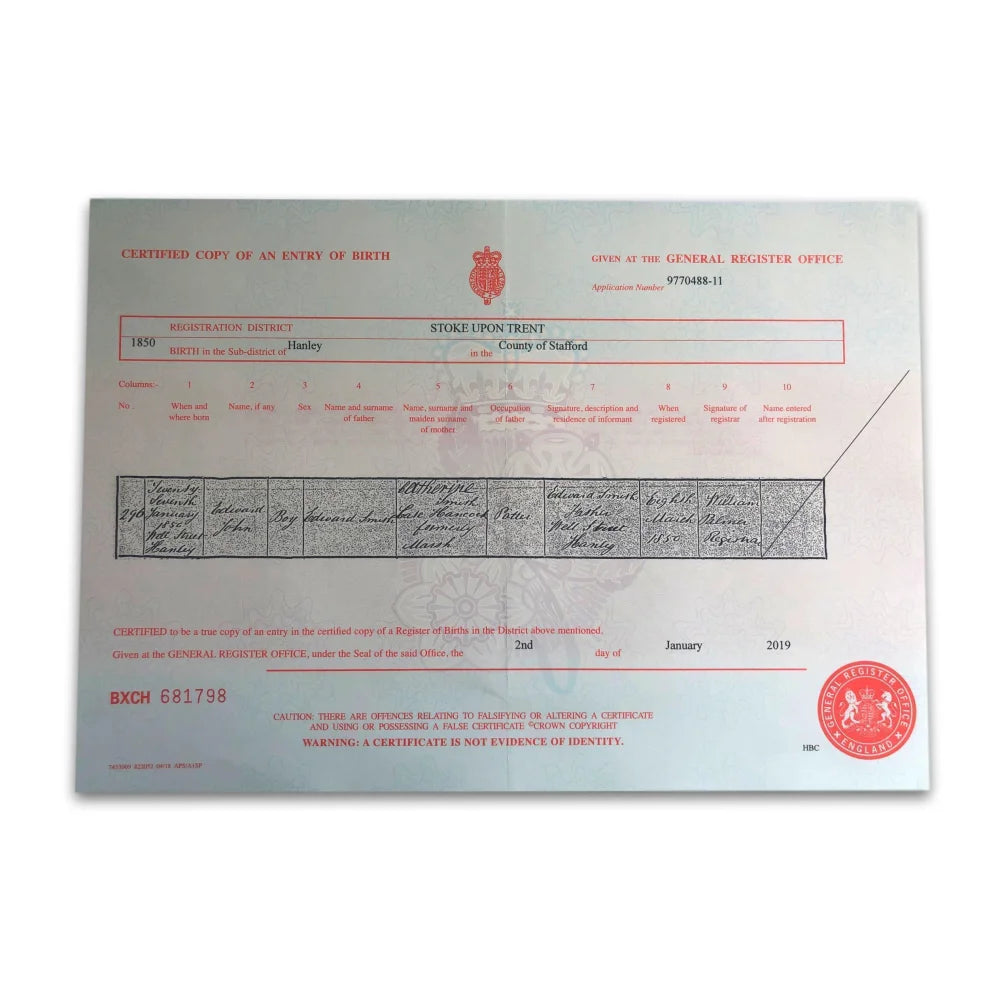 CERTIFIED COPY OF AN ENTRY OF BIRTH
GIVEN AT THE GENERAL REGISTER OFFICE
Application Number 9770488-11
REGISTRATION DISTRICT STOKE UPON TRENT
1850 BIRTH in the Sub-district of Hanley in the County of Stafford
Columns:- 1 2 3 4 5 6 7 8 9 10
No. When and where born Name, if any Sex Name and surname of father Name, surname and maiden surname of mother Occupation of father Signature, description and residence of informant When registered Signature of registrar Name entered after registration
296
Twenty
Seventh
January
1850
Well Street
Hanley
Edward
John
Boy
Edward Smith
Catherine
Smith
Late Hancock
formerly
Marsh
Potter
Edward Smith
Father
Well Street
Hanley
Eighth
March
1850
William
Palmer
Registrar
CERTIFIED to be a true copy of an entry in the certified copy of a Register of Births in the District above mentioned.
Given at the GENERAL REGISTER OFFICE, under the Seal of the said Office, the 2nd day of January 2019
BXCH 681798
CAUTION: THERE ARE OFFENCES RELATING TO FALSIFYING OR ALTERING A CERTIFICATE
AND USING OR POSSESSING A FALSE CERTIFICATE ©CROWN COPYRIGHT
WARNING: A CERTIFICATE IS NOT EVIDENCE OF IDENTITY.
GENERAL REGISTER OFFICE
ENGLAND
HBC